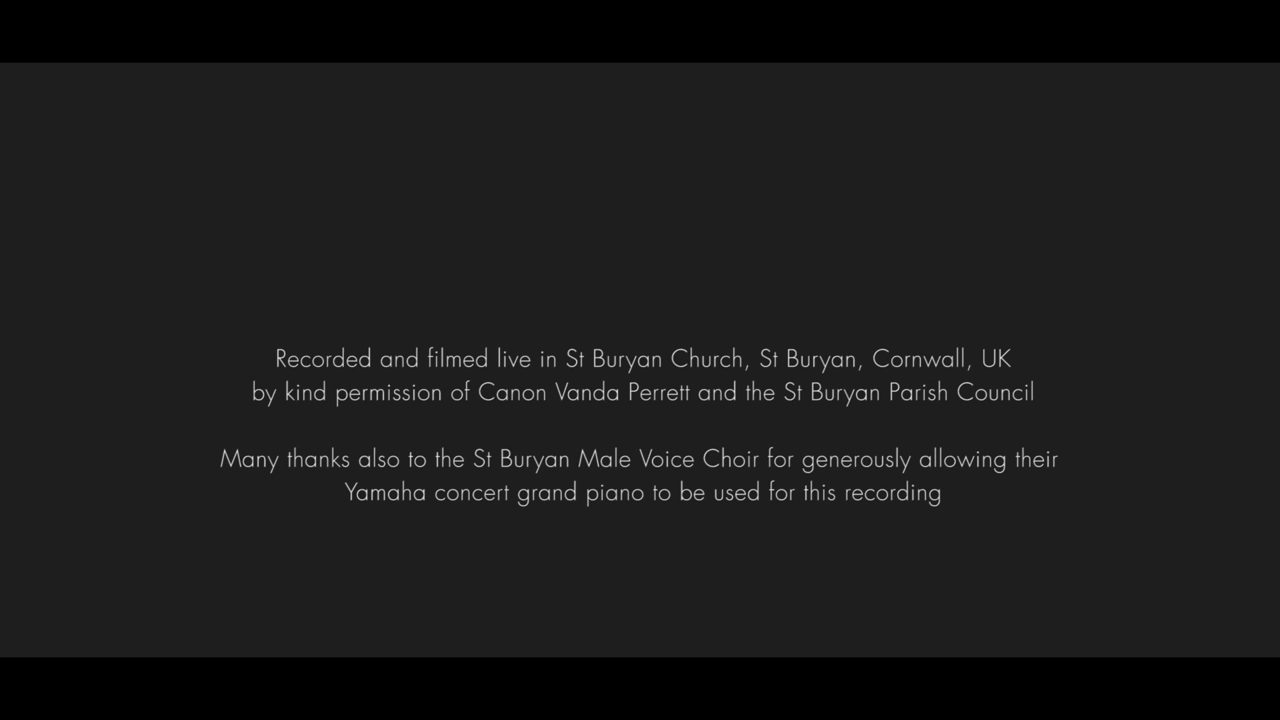 Recorded and filmed live in St Buryan Church, St Buryan, Cornwall, UK
by kind permission of Canon Vanda Perrett and the St Buryan Parish Council
Many thanks also to the St Buryan Male Voice Choir for generously allowing their
Yamaha concert grand piano to be used for this recording